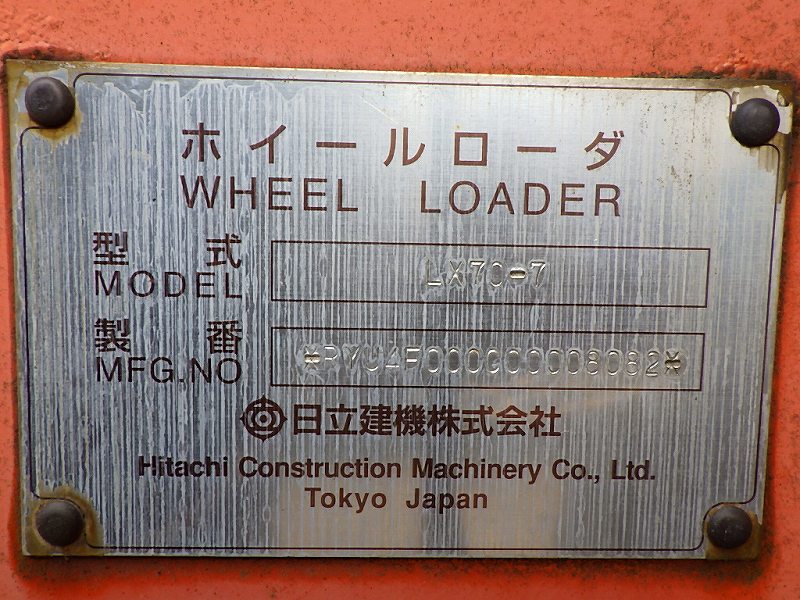 ホイールローダ
WHEEL LOADER
型式 LX70-7
MODEL
製番 *R7U4F000G00008082*
MFG.NO
日立建機株式会社
Hitachi Construction Machinery Co., Ltd.
Tokyo Japan